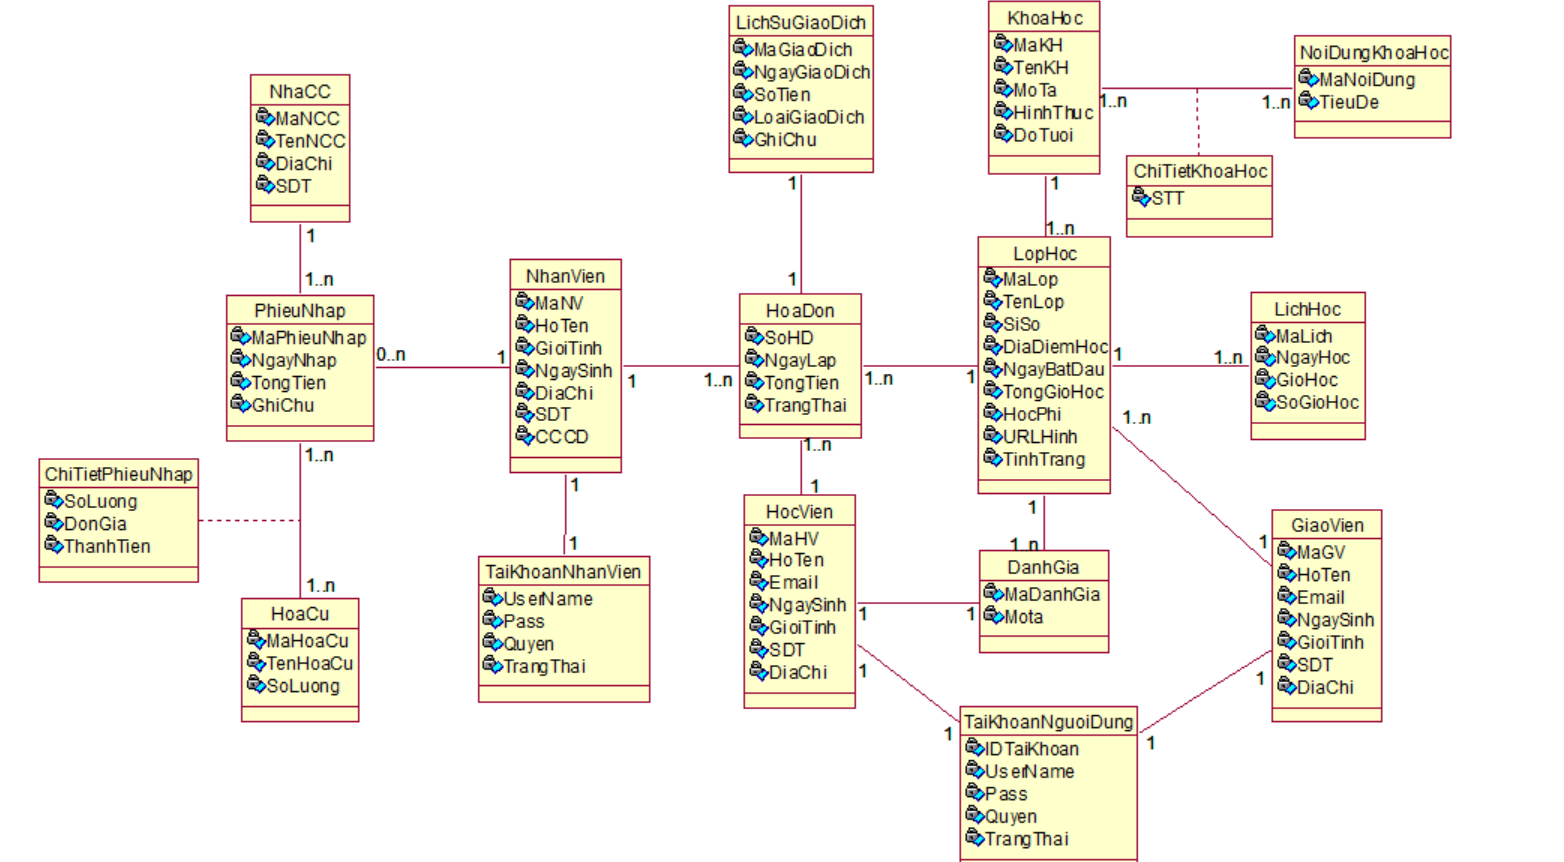 LichSuGiaoDich
MaGiaoDich
NgayGiaoDich
SoTien
LoaiGiaoDich
GhiChu
KhoaHoc
MaKH
TenKH
MoTa
HinhThuc
DoTuoi
NoiDungKhoaHoc
MaNoiDung
TieuDe
1..n
1..n
ChiTietKhoaHoc
STT
NhaCC
MaNCC
TenNCC
DiaChi
SDT
1
1..n
1
1
1
1..n
PhieuNhap
MaPhieuNhap
NgayNhap
TongTien
GhiChu
0..n
1
NhanVien
MaNV
HoTen
GioiTinh
NgaySinh
DiaChi
SDT
CCCD
1
1..n
HoaDon
SoHD
NgayLap
TongTien
TrangThai
1..n
1
LopHoc
MaLop
TenLop
SiSo
DiaDiemHoc
NgayBatDau
TongGioHoc
HocPhi
URLHinh
TinhTrang
1
1..n
LichHoc
MaLich
NgayHoc
GioHoc
SoGioHoc
1..n
1
1..n
1..n
ChiTietPhieuNhap
SoLuong
DonGia
ThanhTien
HoaCu
MaHoaCu
TenHoaCu
SoLuong
1
1
TaiKhoanNhanVien
UserName
Pass
Quyen
TrangThai
1..n
1
HocVien
MaHV
HoTen
Email
NgaySinh
GioiTinh
SDT
DiaChi
1
1..n
DanhGia
MaDanhGia
Mota
1
1
GiaoVien
MaGV
HoTen
Email
NgaySinh
GioiTinh
SDT
DiaChi
1
1
1
1
TaiKhoanNguoiDung
IDTaiKhoan
UserName
Pass
Quyen
TrangThai